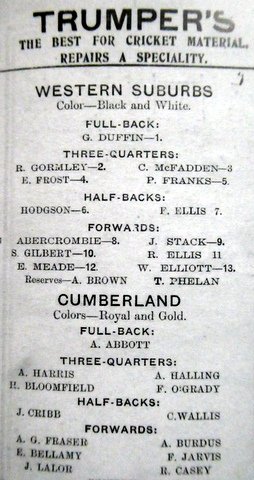 TRUMPER'S
THE BEST FOR CRICKET MATERIAL.
REPAIRS A SPECIALITY.
WESTERN SUBURBS
Color—Black and White.
FULL-BACK:
G. DUFFIN—1.
THREE-QUARTERS:
R. GORMLEY—2. C. McFADDEN—3
E. FROST—4. P. FRANKS—5.
HALF-BACKS:
HODGSON—6. F. ELLIS 7.
FORWARDS:
ABERCROMBIE—8. J. STACK—9.
S. GILBERT—10. R. ELLIS 11
E. MEADE—12. W. ELLIOTT—13.
Reserves—A. BROWN T. PHELAN
CUMBERLAND
Colors—Royal and Gold.
FULL-BACK:
A. ABBOTT
THREE-QUARTERS:
A. HARRIS A. HALLING
H. BLOOMFIELD F. O'GRADY
HALF-BACKS:
J. CRIBB C. WALLIS
FORWARDS:
A. G. FRASER A. BURDUS
E. BELLAMY F. JARVIS
J. LALOR R. CASEY